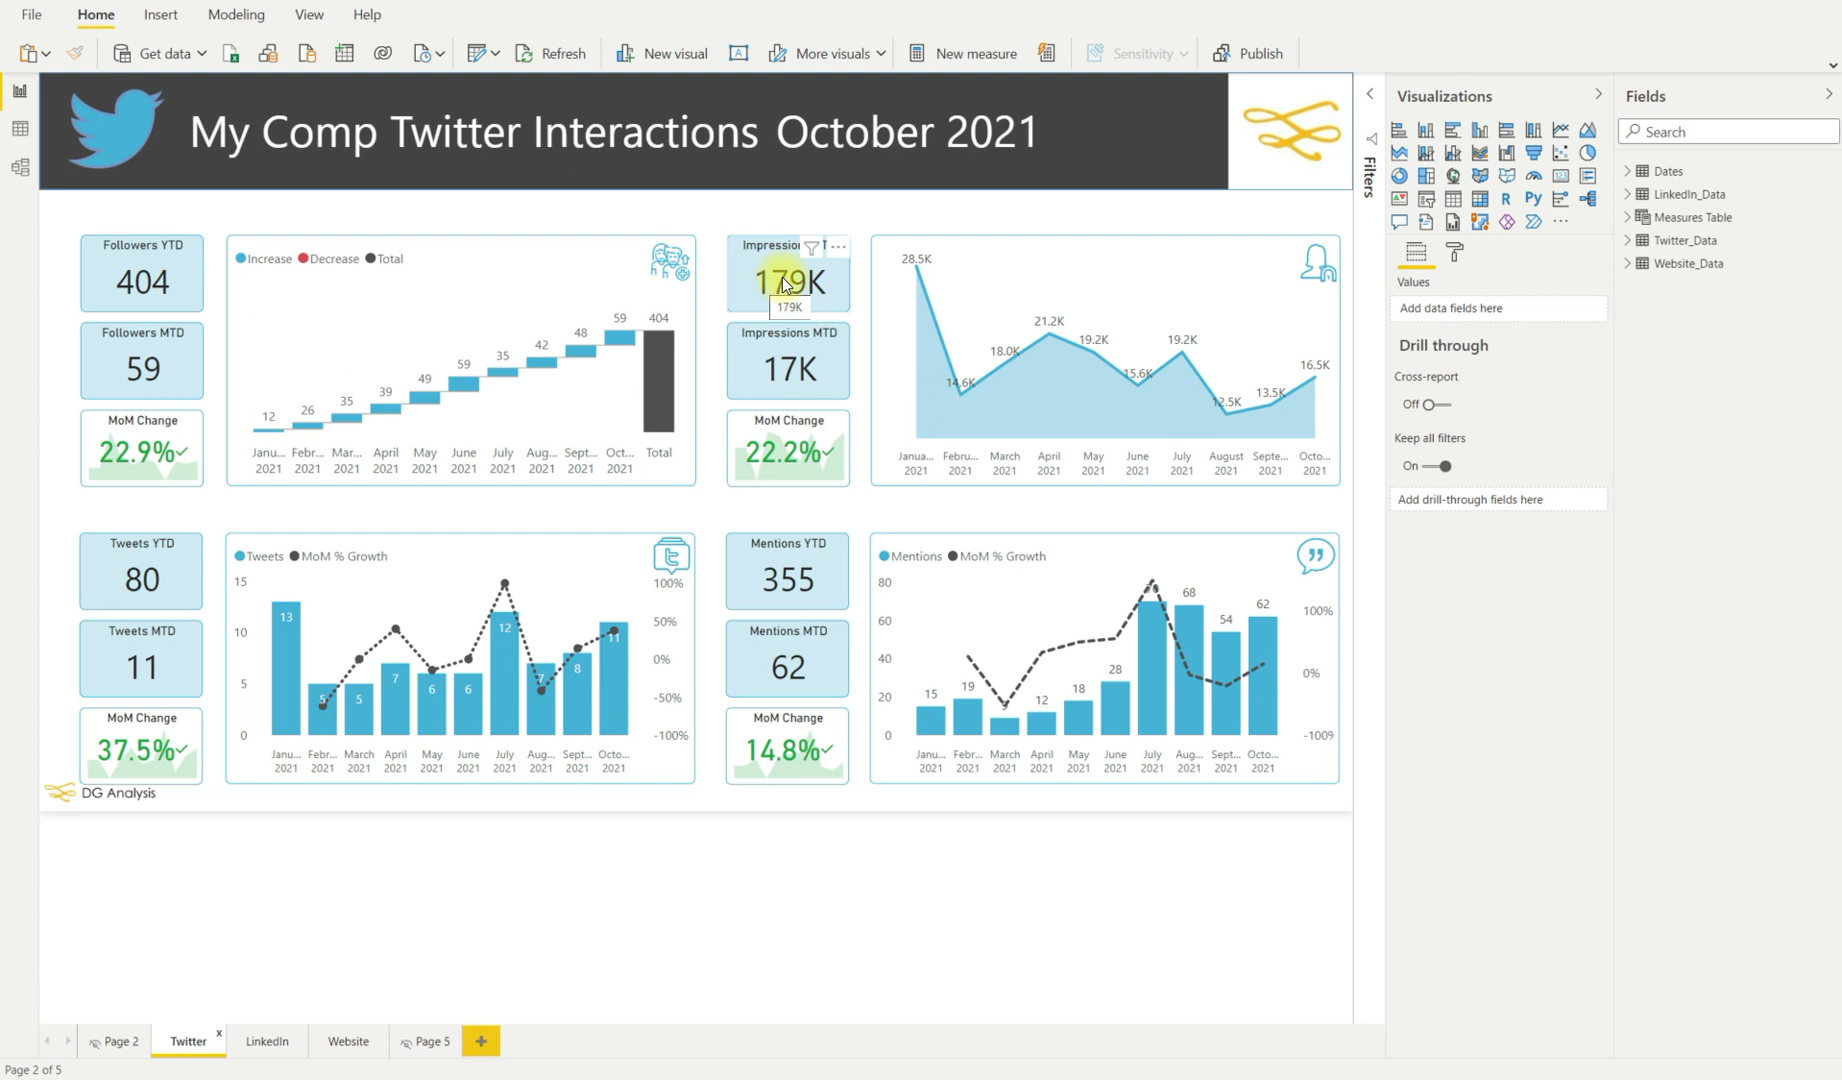 File Home Insert Modeling View Help
Get data Refresh New visual More visuals New measure Sensitivity Publish
My Comp Twitter Interactions October 2021
Followers YTD
404
Followers MTD
59
MoM Change
22.9%
Increase Decrease Total
12 26 35 39 49 59 35 42 48 59 404
Janu... Febr... Mar... April May June July Aug... Sept... Oct... Total
2021 2021 2021 2021 2021 2021 2021 2021 2021 2021
179K
179K
Impressions MTD
17K
MoM Change
22.2%
28.5K 14.6K 18.0K 21.2K 19.2K 15.6K 19.2K 12.5K 13.5K 16.5K
Janua... Febru... March April May June July August Septe... Octo...
2021 2021 2021 2021 2021 2021 2021 2021 2021 2021
Tweets YTD
80
Tweets MTD
11
MoM Change
37.5%
Tweets MoM % Growth
15
10
5
0
13 5 5 7 6 6 12 7 8 11
100%
50%
0%
-50%
-100%
Janu... Febr... March April May June July Aug... Sept... Octo...
2021 2021 2021 2021 2021 2021 2021 2021 2021 2021
Mentions YTD
355
Mentions MTD
62
MoM Change
14.8%
Mentions MoM % Growth
80
60
40
20
0
15 19 12 18 28 68 54 62
100%
0%
-100%
Janu... Febr... March April May June July Aug... Sept... Octo...
2021 2021 2021 2021 2021 2021 2021 2021 2021 2021
DG Analysis
Filters
Visualizations
R Py
123
Values
Add data fields here
Drill through
Cross-report
Off
Keep all filters
On
Add drill-through fields here
Fields
Search
Dates
LinkedIn_Data
Measures Table
Twitter_Data
Website_Data
Page 2 Twitter x LinkedIn Website Page 5 +
Page 2 of 5